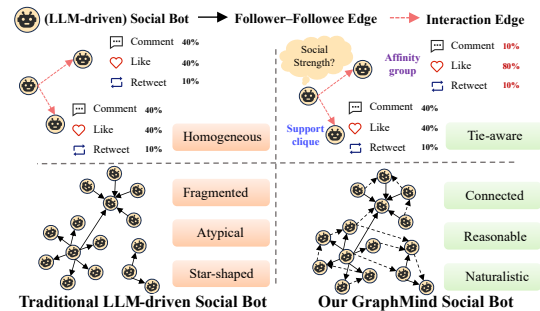 (LLM-driven) Social Bot
Follower–Followee Edge
Interaction Edge
Comment 40%
Like 40%
Retweet 10%
Comment 40%
Like 40%
Retweet 10%
Homogeneous
Social
Strength?
Affinity
group
Comment 10%
Like 80%
Retweet 10%
Support
clique
Comment 40%
Like 40%
Retweet 10%
Tie-aware
Fragmented
Atypical
Star-shaped
Connected
Reasonable
Naturalistic
Traditional LLM-driven Social Bot
Our GraphMind Social Bot